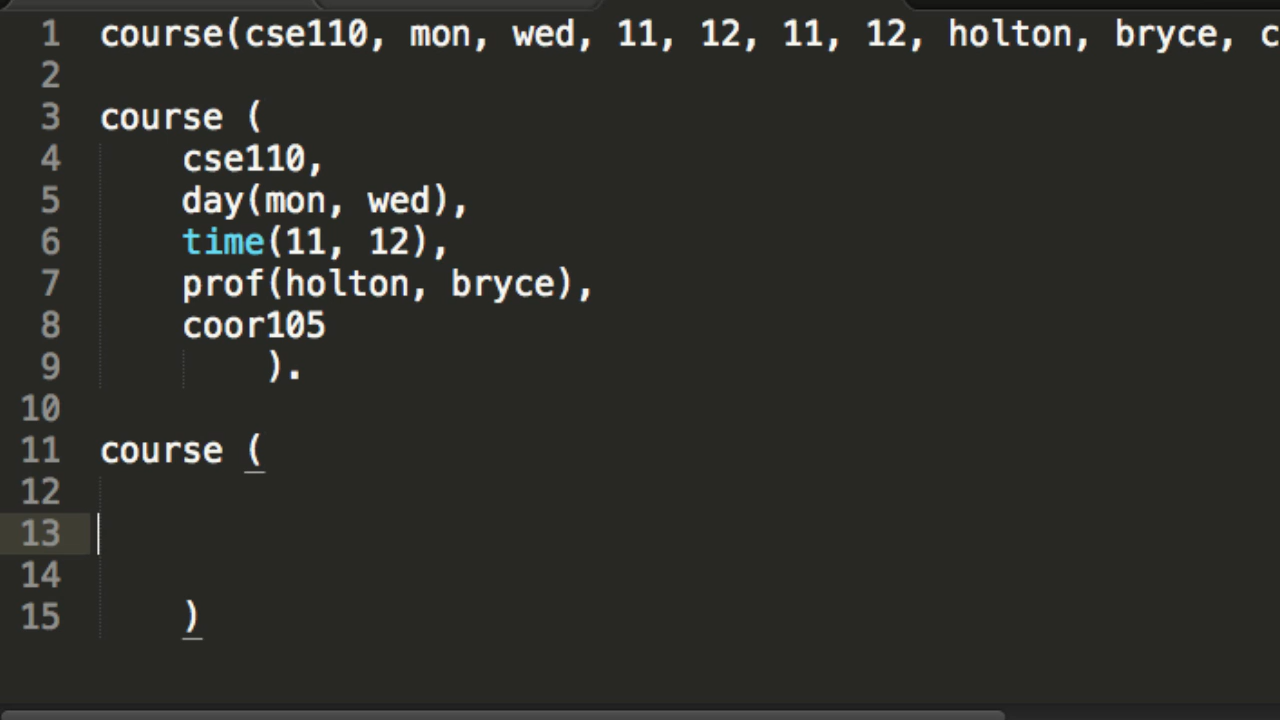 1 course(cse110, mon, wed, 11, 12, 11, 12, holton, bryce, c
2
3 course (
4 cse110,
5 day(mon, wed),
6 time(11, 12),
7 prof(holton, bryce),
8 coor105
9 ).
10
11 course (
12
13
14
15 )